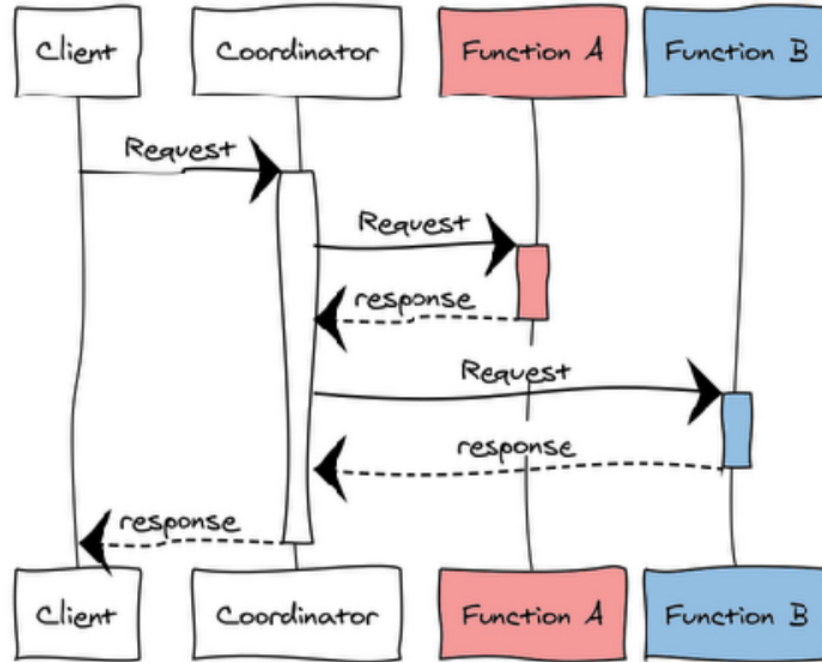 Client
Coordinator
Function A
Function B
Request
Request
response
Request
response
response
Client
Coordinator
Function A
Function B